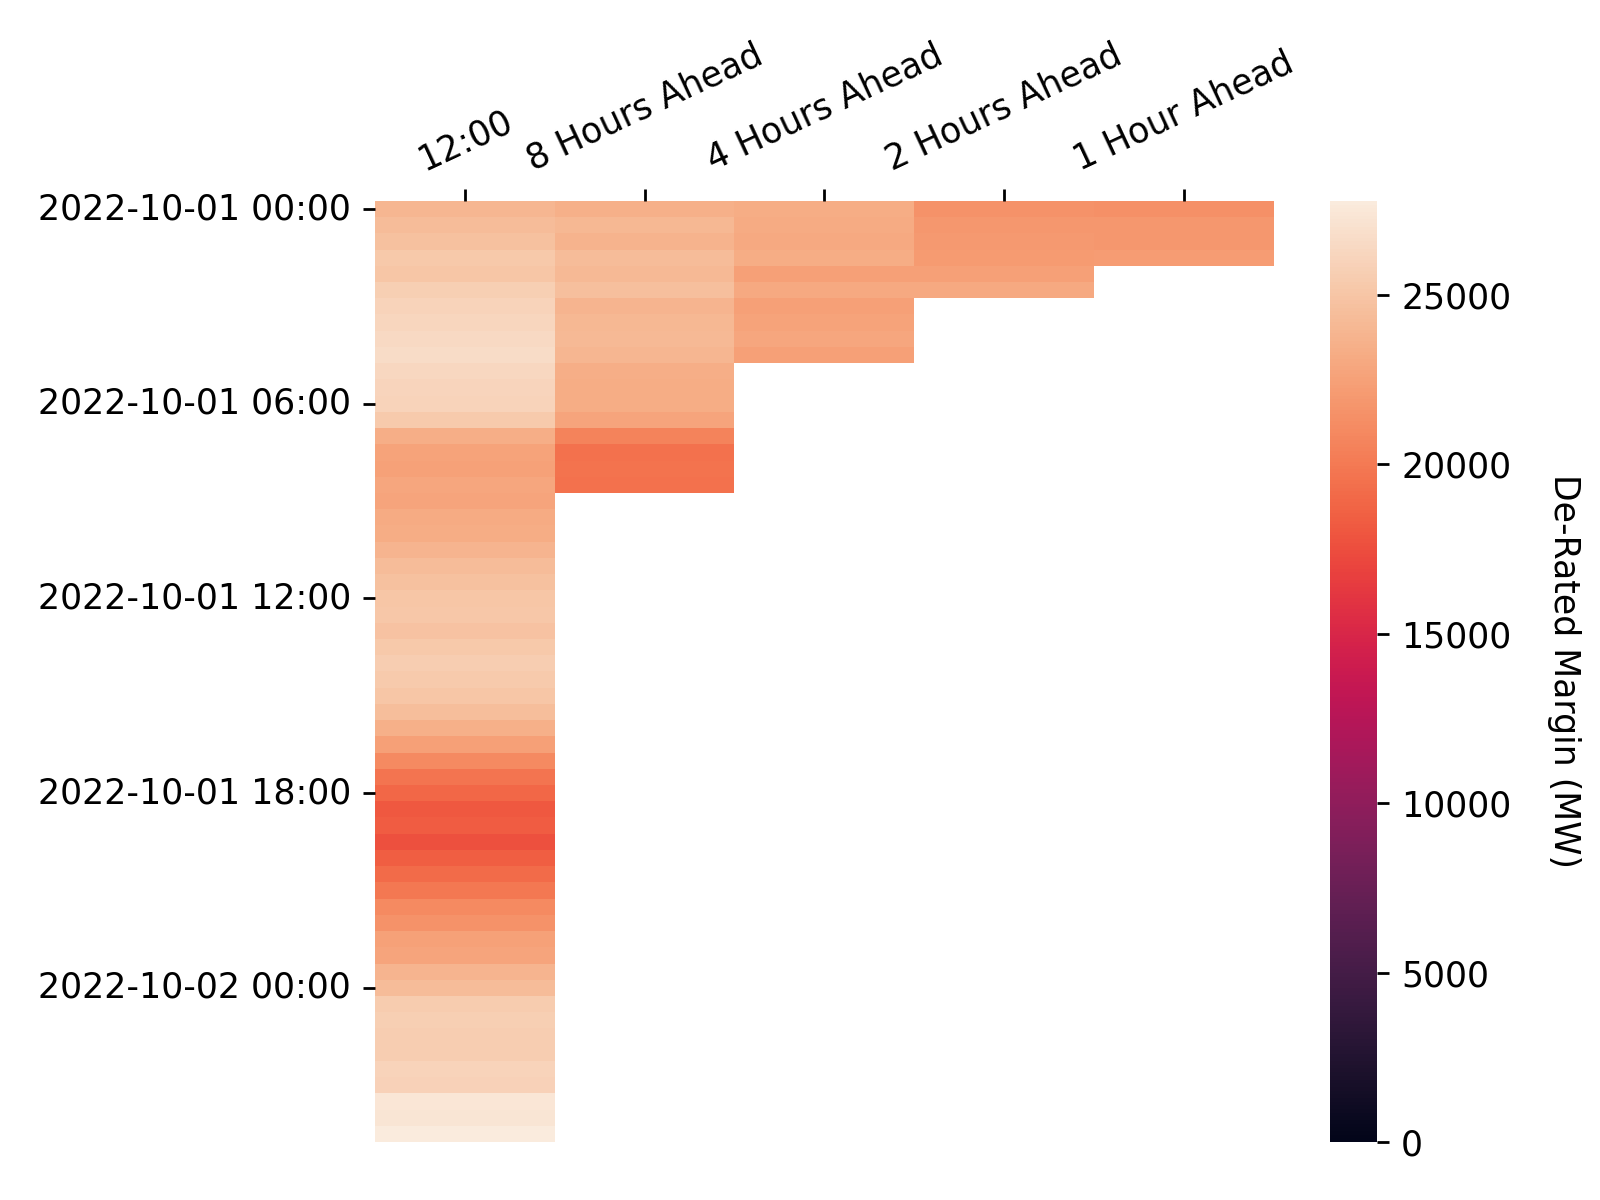 12:00
8 Hours Ahead
4 Hours Ahead
2 Hours Ahead
1 Hour Ahead
2022-10-01 00:00
2022-10-01 06:00
2022-10-01 12:00
2022-10-01 18:00
2022-10-02 00:00
25000
20000
15000
10000
5000
0
De-Rated Margin (MW)